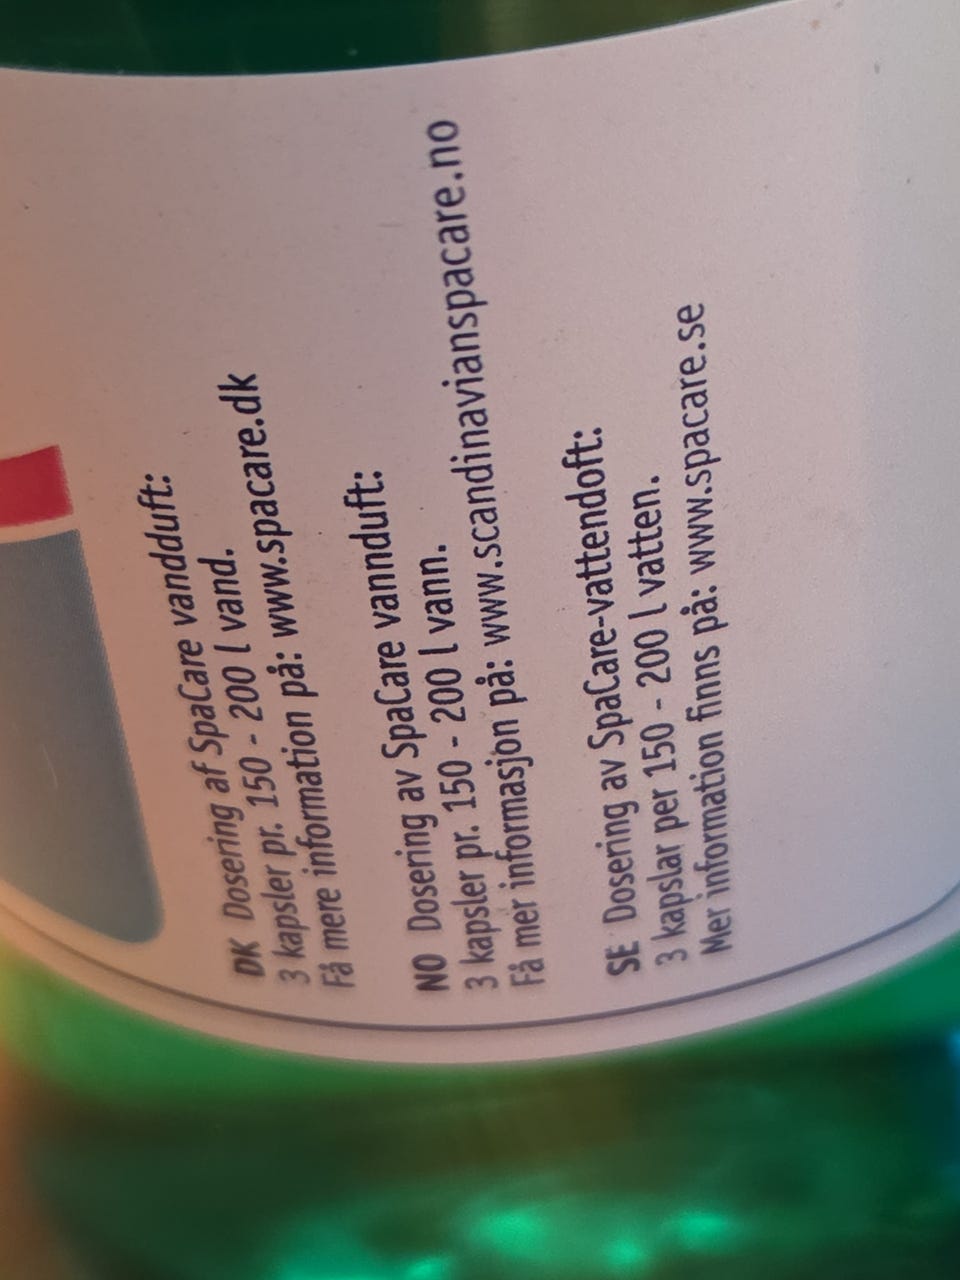 DK Dosering af SpaCare vandduft:
3 kapsler pr. 150 - 200 l vand.
Få mere information på: www.spacare.dk
NO Dosering av SpaCare vannduft:
3 kapsler pr. 150 - 200 l vann.
Få mer informasjon på: www.scandinavianspacare.no
SE Dosering av SpaCare-vattendoft:
3 kapslar per 150 - 200 l vatten.
Mer information finns på: www.spacare.se